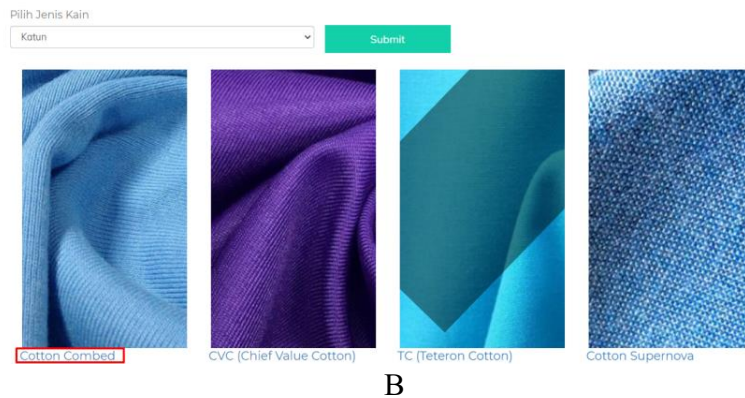 Pilih Jenis Kain
Katun
Submit
Cotton Combed
CVC (Chief Value Cotton)
TC (Teteron Cotton)
Cotton Supernova
B